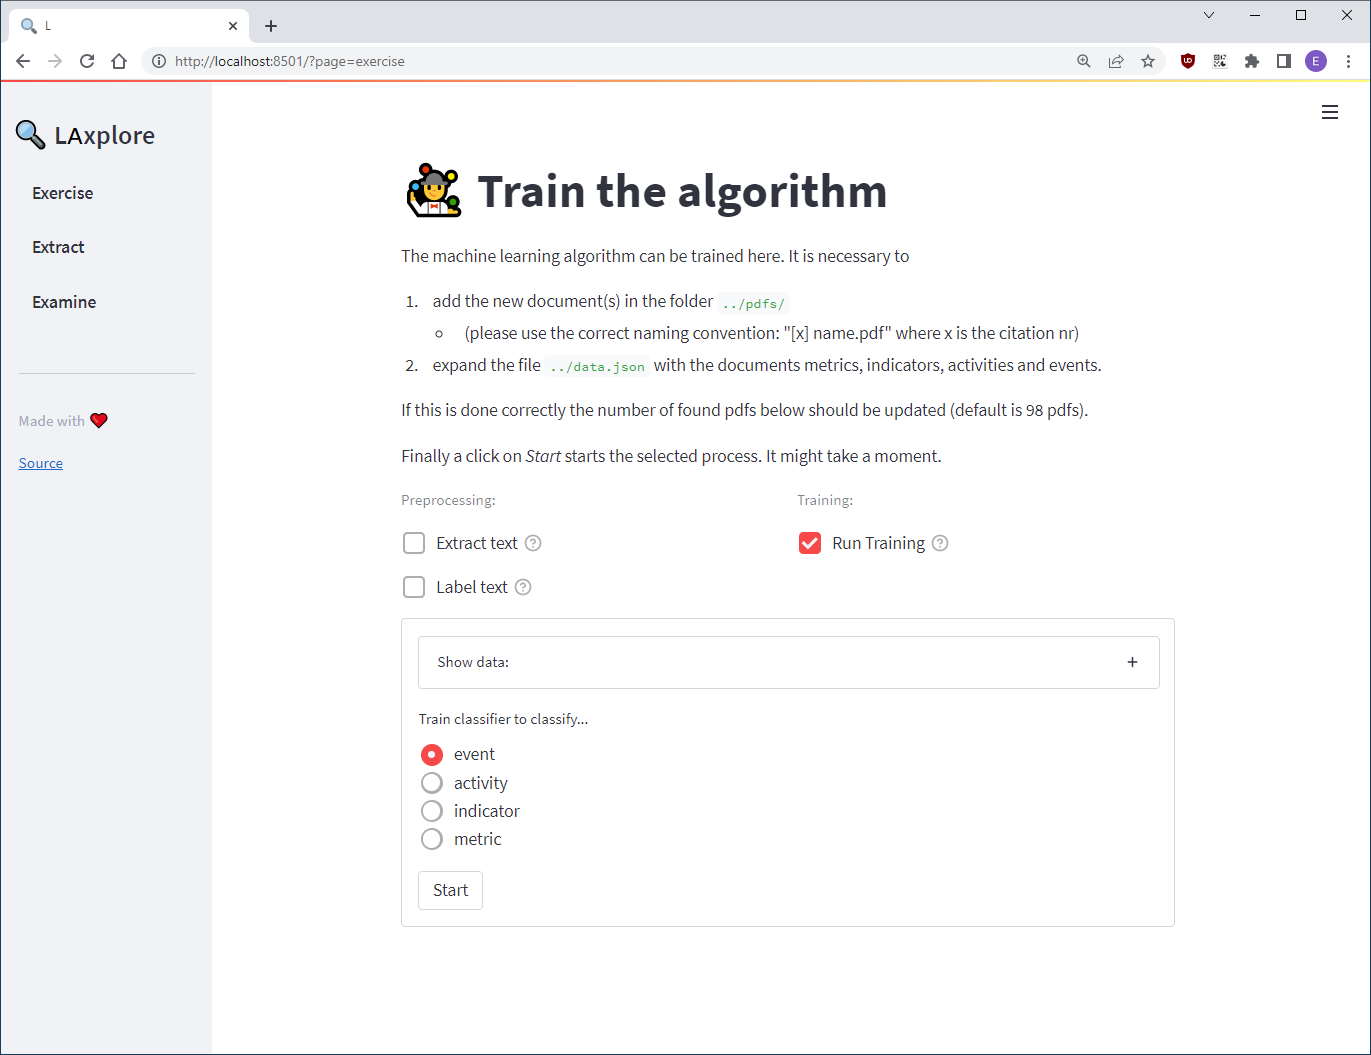 L
http://localhost:8501/?page=exercise
E
LAxplore
Exercise
Extract
Examine
Made with
Source
Train the algorithm
The machine learning algorithm can be trained here. It is necessary to
1. add the new document(s) in the folder ../pdfs/
(please use the correct naming convention: "[x] name.pdf" where x is the citation nr)
2. expand the file ../data.json with the documents metrics, indicators, activities and events.
If this is done correctly the number of found pdfs below should be updated (default is 98 pdfs).
Finally a click on Start starts the selected process. It might take a moment.
Preprocessing:
Training:
Extract text
Run Training
Label text
Show data:
Train classifier to classify...
event
activity
indicator
metric
Start